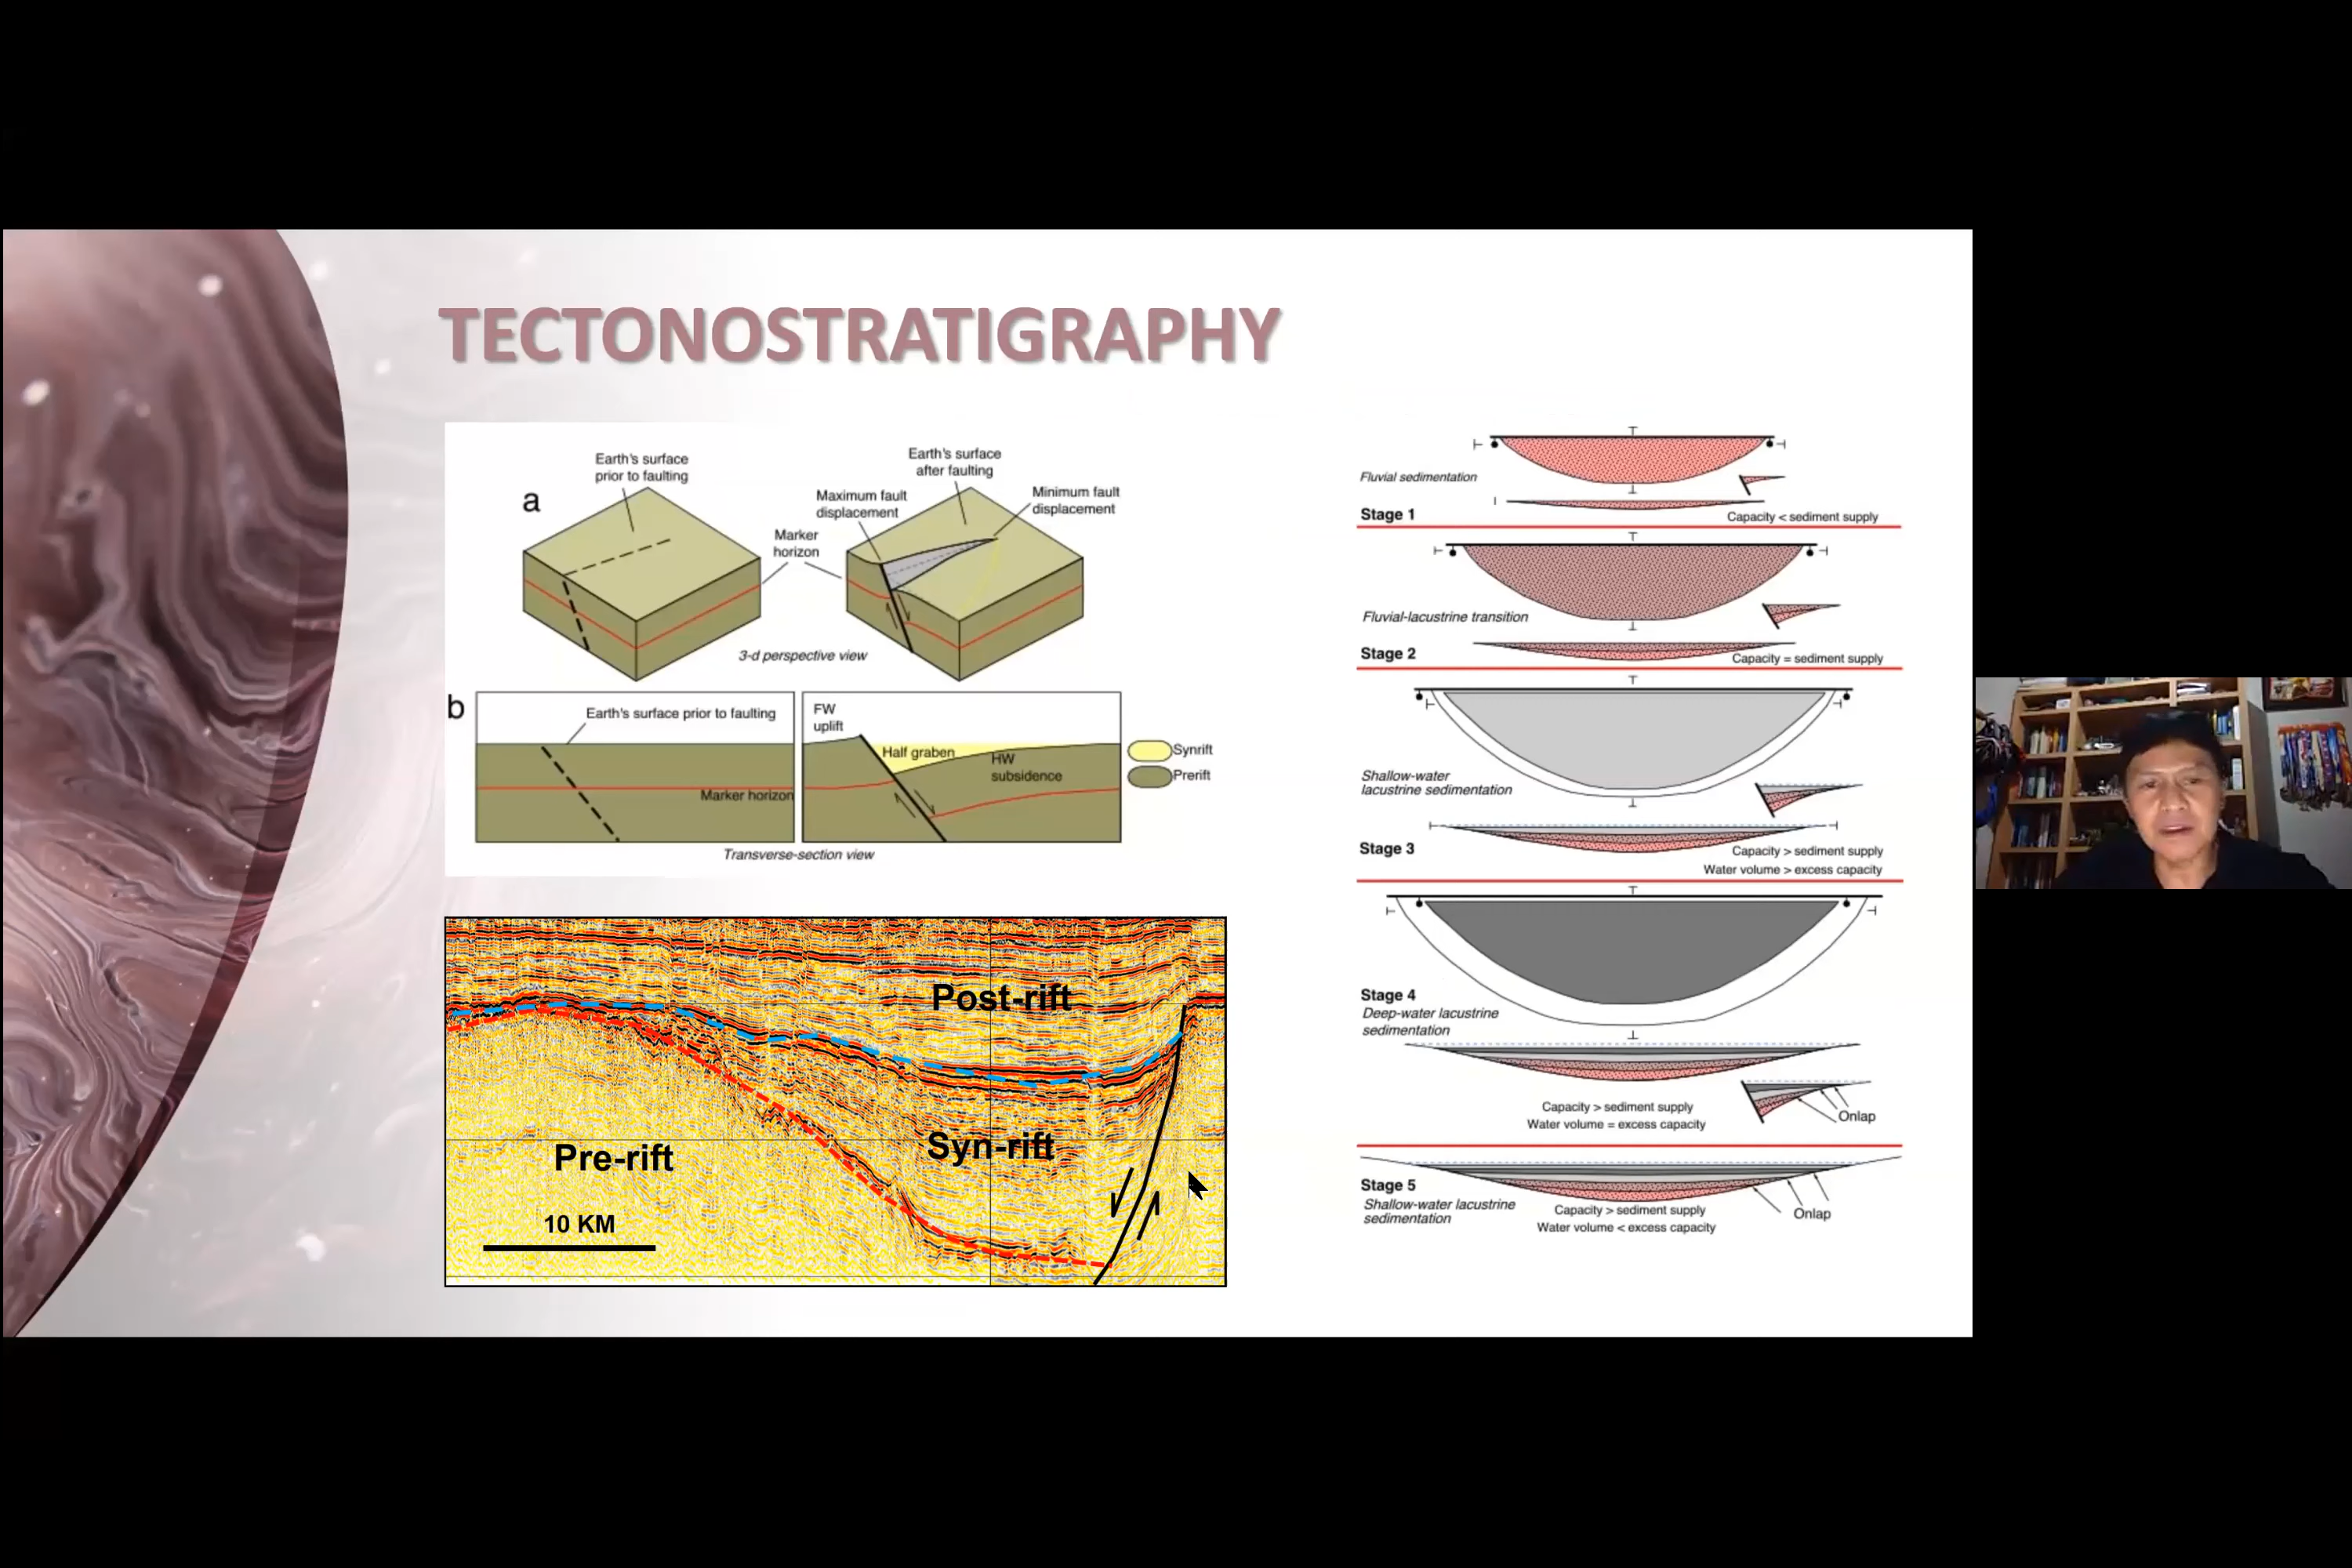 TECTONOSTRATIGRAPHY
a
Earth's surface
prior to faulting
Earth's surface
after faulting
Maximum fault
displacement
Minimum fault
displacement
Marker
horizon
3-d perspective view
b
Earth's surface prior to faulting
Marker horizon
FW
uplift
Half graben
HW
subsidence
Synrift
Prerift
Transverse-section view
Post-rift
Syn-rift
Pre-rift
10 KM
Fluvial sedimentation
Stage 1
Capacity < sediment supply
Fluvial-lacustrine transition
Stage 2
Capacity = sediment supply
Shallow-water
lacustrine sedimentation
Stage 3
Capacity > sediment supply
Water volume > excess capacity
Stage 4
Deep-water lacustrine
sedimentation
Capacity > sediment supply
Water volume = excess capacity
Onlap
Stage 5
Shallow-water lacustrine
sedimentation
Capacity > sediment supply
Water volume < excess capacity
Onlap